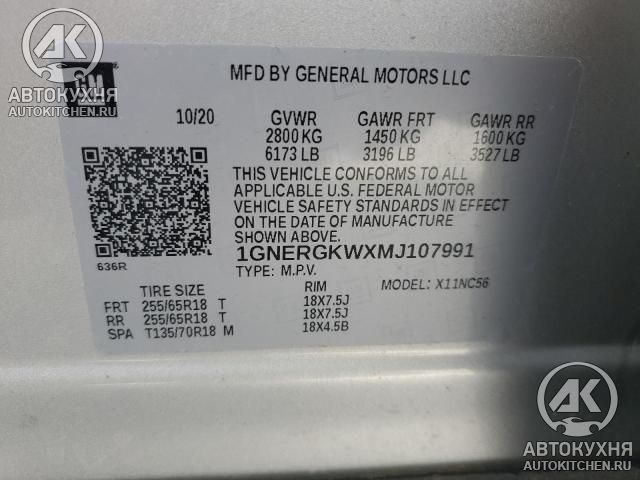 GM
MFD BY GENERAL MOTORS LLC
10/20 GVWR GAWR FRT GAWR RR
2800 KG 1450 KG 1600 KG
6173 LB 3196 LB 3527 LB
THIS VEHICLE CONFORMS TO ALL
APPLICABLE U.S. FEDERAL MOTOR
VEHICLE SAFETY STANDARDS IN EFFECT
ON THE DATE OF MANUFACTURE
SHOWN ABOVE.
636R
1GNERGKWXMJ107991
TYPE: M.P.V. MODEL: X11NC56
TIRE SIZE RIM
FRT 255/65R18 T 18X7.5J
RR 255/65R18 T 18X7.5J
SPA T135/70R18 M 18X4.5B
АК
АВТОКУХНЯ
AUTOKITCHEN.RU
АК
АВТОКУХНЯ
AUTOKITCHEN.RU